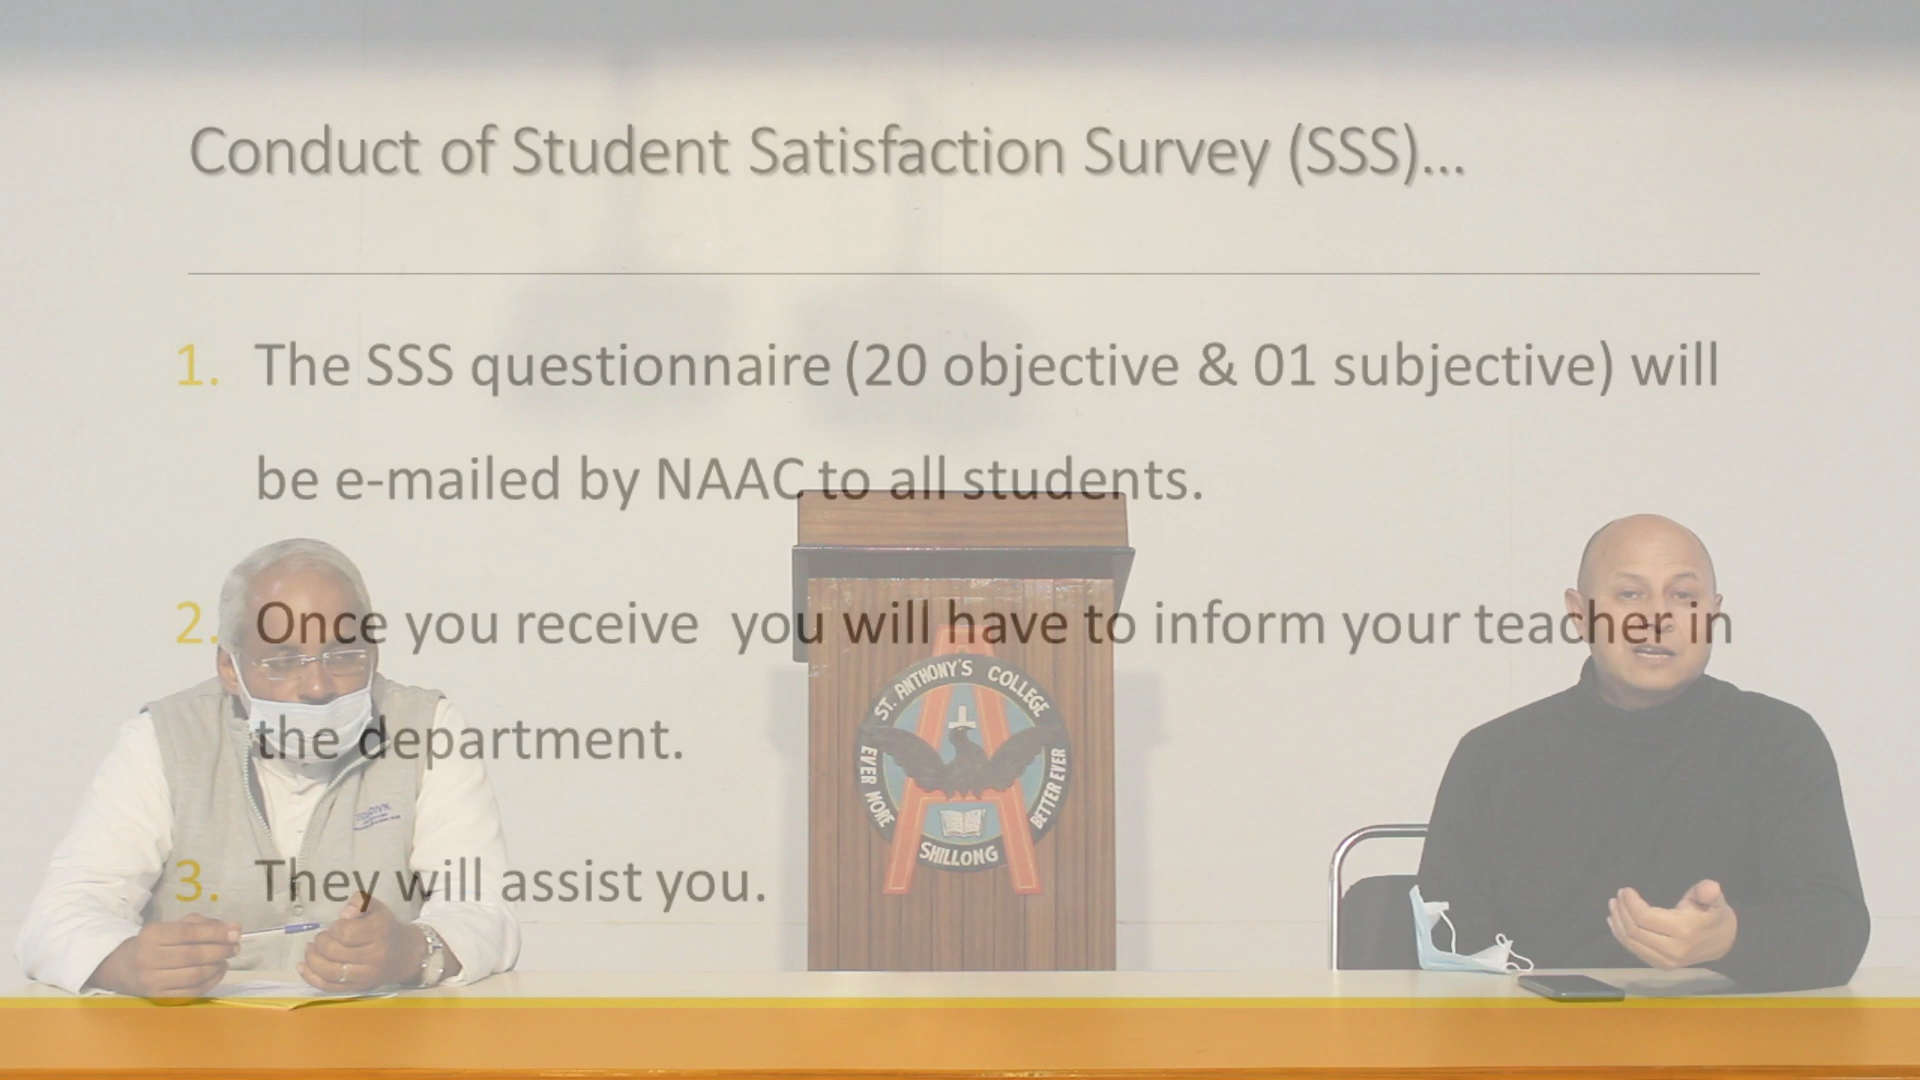 Conduct of Student Satisfaction Survey (SSS)...
1. The SSS questionnaire (20 objective & 01 subjective) will
be e-mailed by NAAC to all students.
2. Once you receive you will have to inform your teacher in
the department.
3. They will assist you.
ST. ANTHONY'S COLLEGE
EVER MORE
BETTER EVER
SHILLONG